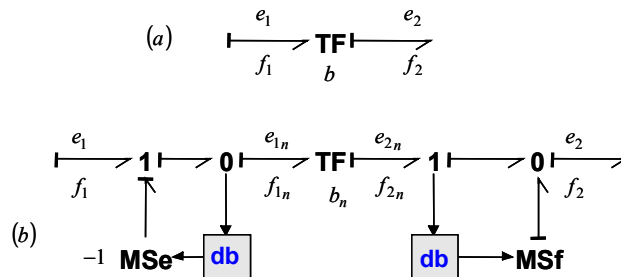 e₁ e₂
(a) TF
f₁ b f₂
e₁ e₁ₙ e₂ₙ e₂
1 0 TF 1 0
f₁ f₁ₙ bₙ f₂ₙ f₂
(b) −1 MSe db db MSf